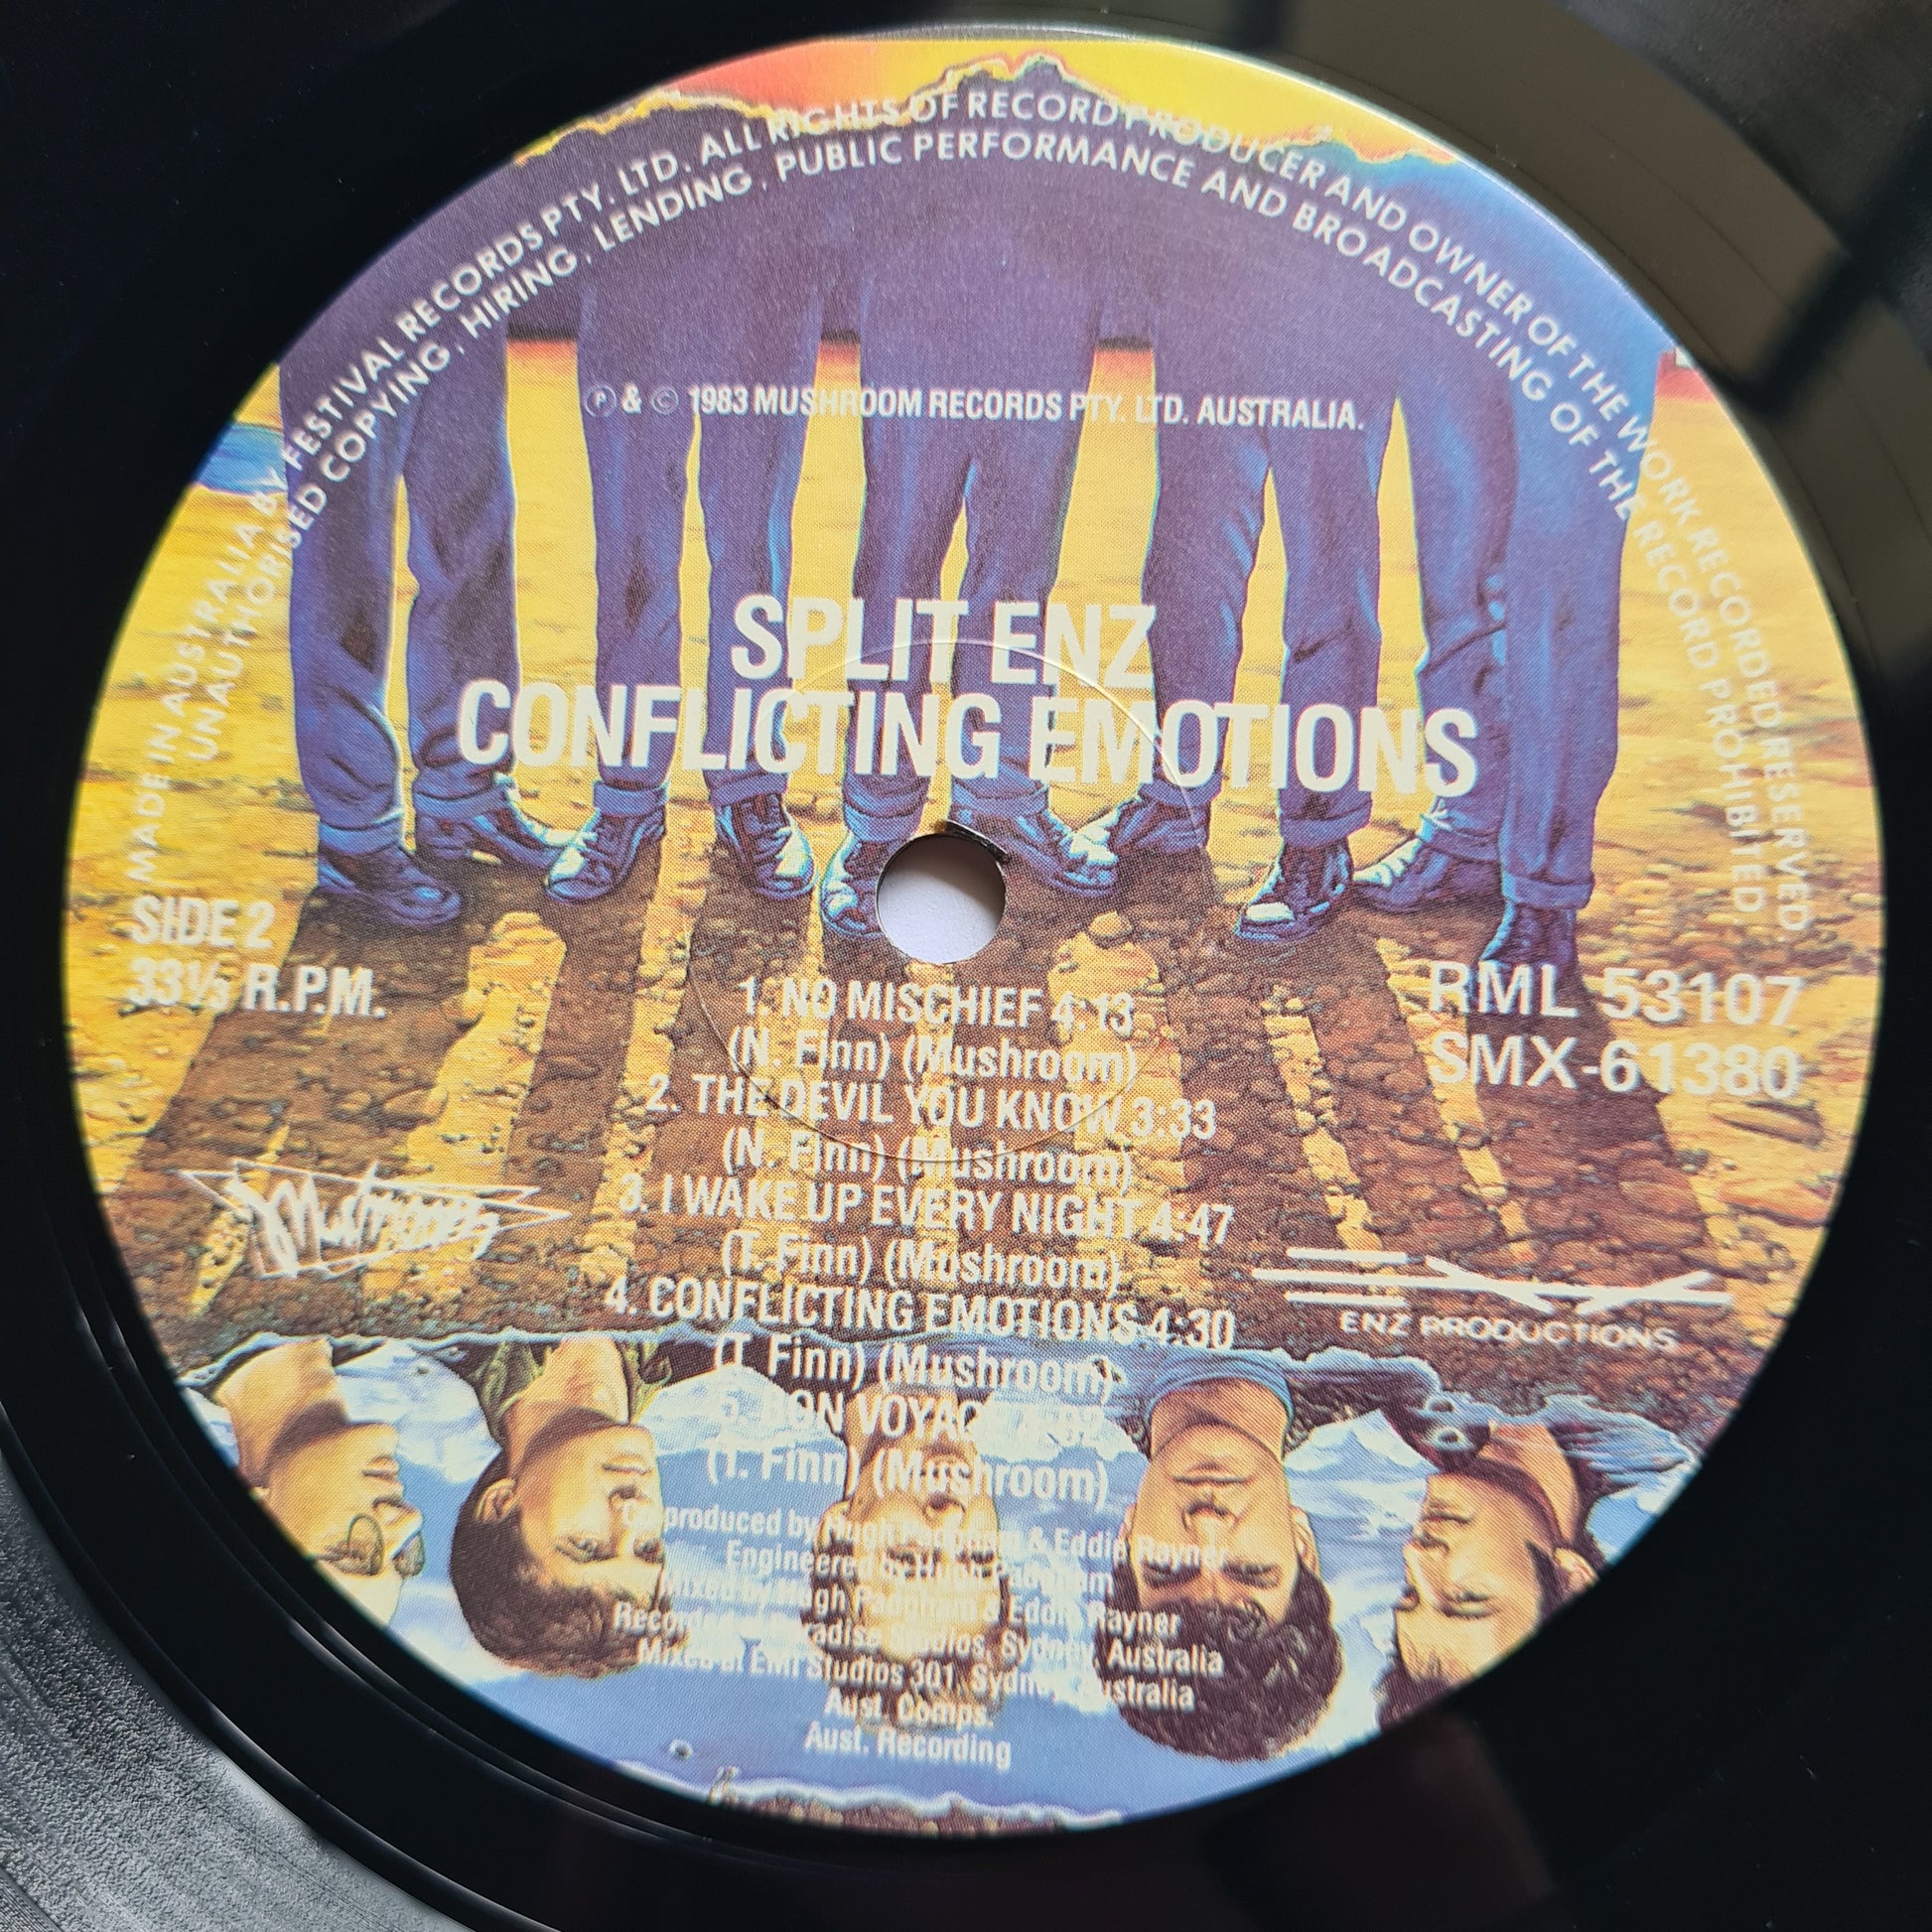 MADE IN AUSTRALIA BY FESTIVAL RECORDS PTY. LTD. ALL RIGHTS OF RECORD PRODUCER AND OWNER OF THE WORK RECORDED RESERVED.
UNAUTHORISED COPYING, HIRING, LENDING, PUBLIC PERFORMANCE AND BROADCASTING OF THE RECORD PROHIBITED.
℗ & © 1983 MUSHROOM RECORDS PTY. LTD. AUSTRALIA.
SPLIT ENZ
CONFLICTING EMOTIONS
SIDE 2
33⅓ R.P.M.
RML 53107
SMX-61380
1. NO MISCHIEF 4:13
(N. Finn) (Mushroom)
2. THE DEVIL YOU KNOW 3:33
(N. Finn) (Mushroom)
3. I WAKE UP EVERY NIGHT 4:47
(T. Finn) (Mushroom)
4. CONFLICTING EMOTIONS 4:30
(T. Finn) (Mushroom)
5. BON VOYAGE
(T. Finn) (Mushroom)
Mushroom
ENZ PRODUCTIONS
Co-produced by Hugh Padgham & Eddie Rayner
Engineered by Hugh Padgham
Mixed by Hugh Padgham & Eddie Rayner
Recorded at Paradise Studios, Sydney, Australia
Mixed at EMI Studios 301, Sydney, Australia
Aust. Comps.
Aust. Recording